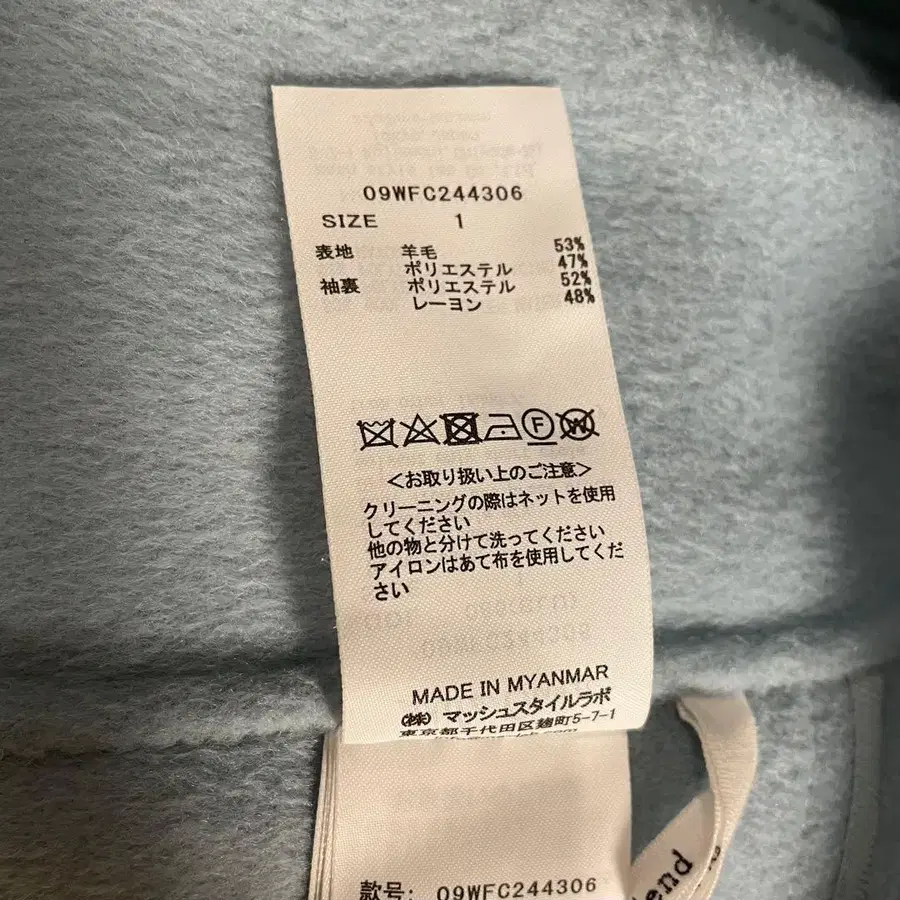 09WFC244306
SIZE 1
表地 羊毛 53%
ポリエステル 47%
袖裏 ポリエステル 52%
レーヨン 48%
F
W
<お取り扱い上のご注意>
クリーニングの際はネットを使用
してください
他の物と分けて洗ってください
アイロンはあて布を使用してくだ
さい
MADE IN MYANMAR
㈱ マッシュスタイルラボ
東京都千代田区麹町5-7-1
款号: 09WFC244306
end